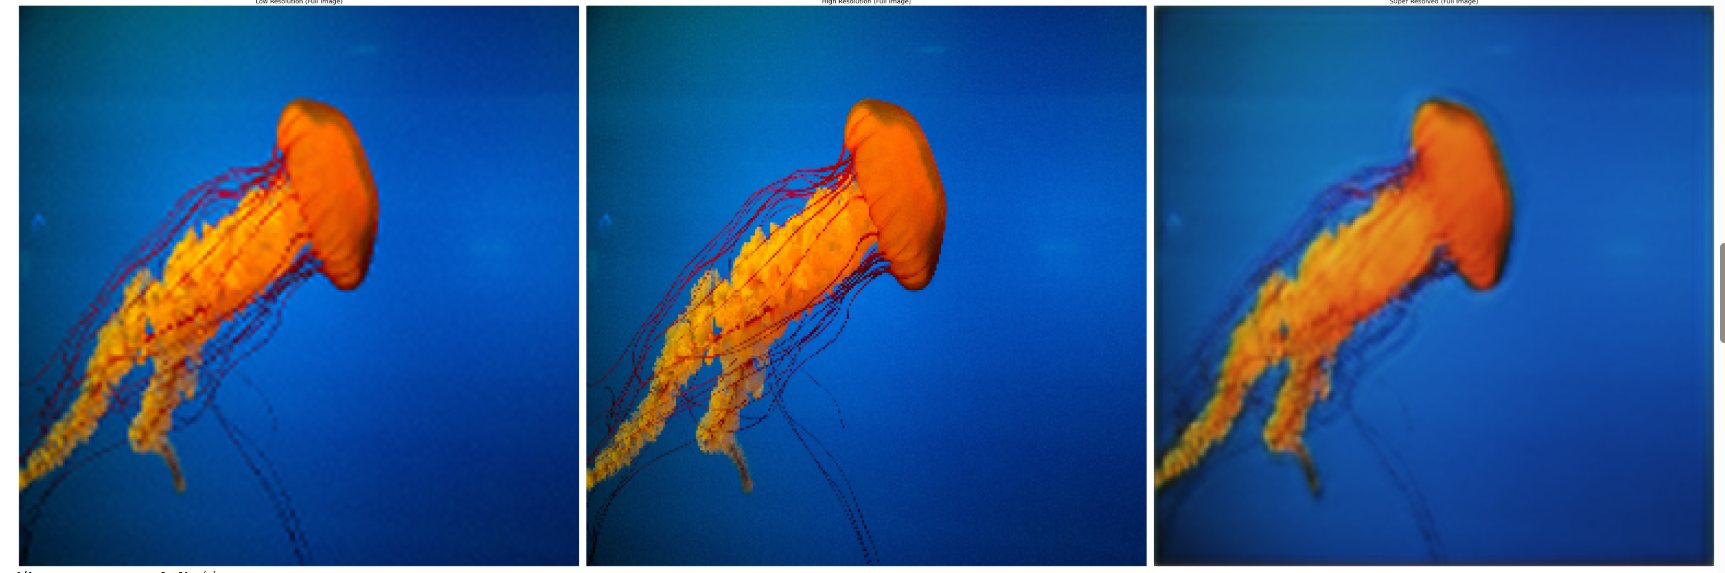 Low Resolution (Full Image)
High Resolution (Full Image)
Super Resolved (Full Image)